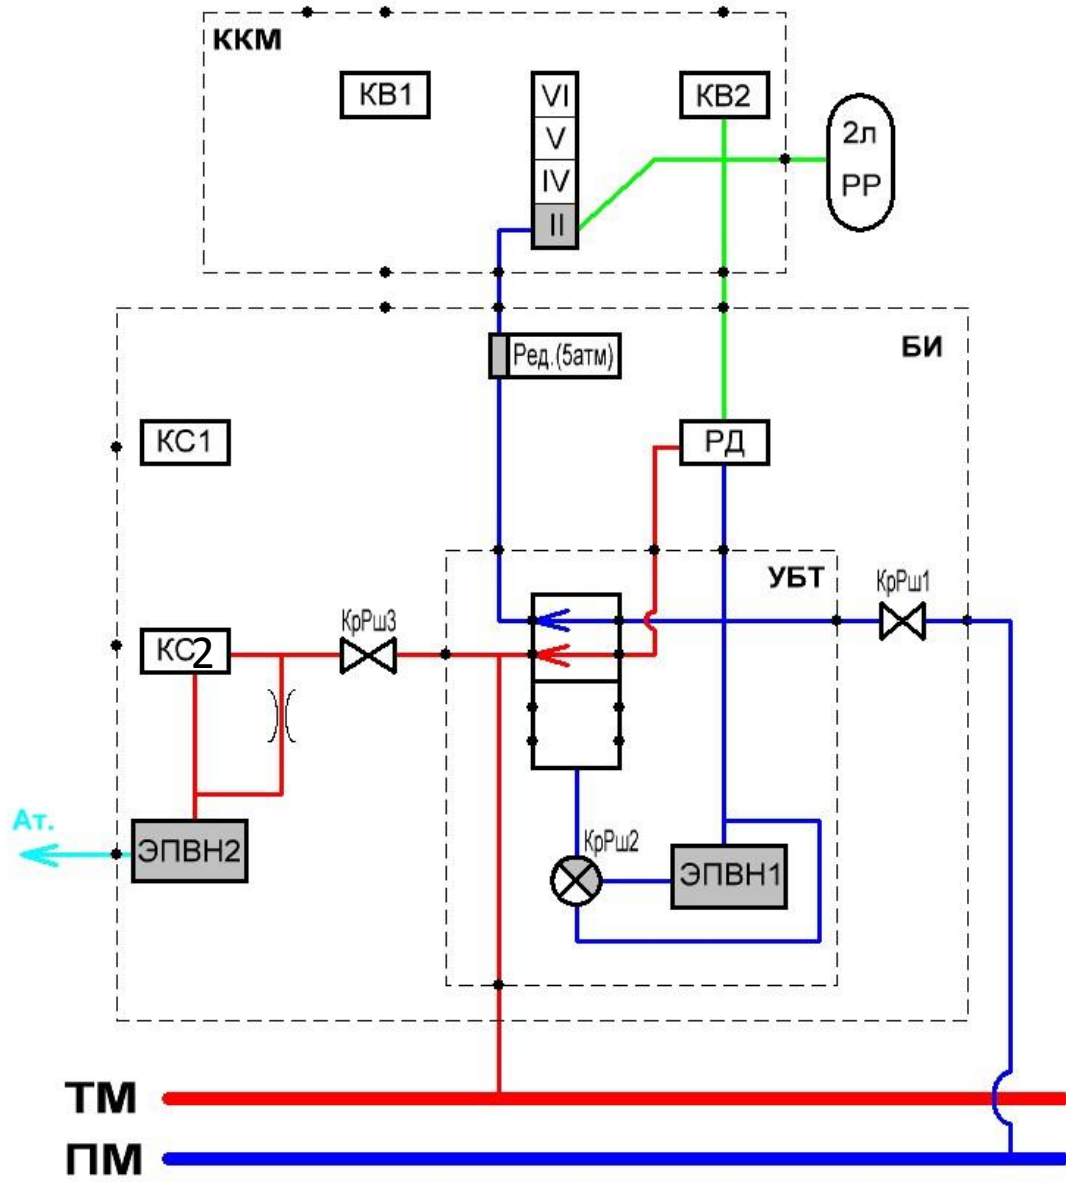 ККМ
КВ1
VI
КВ2
V
2л
IV
РР
II
БИ
Ред.(5атм)
КС1
РД
УБТ
КрРш1
КрРш3
КС2
Ат.
ЭПВН2
КрРш2
ЭПВН1
ТМ
ПМ